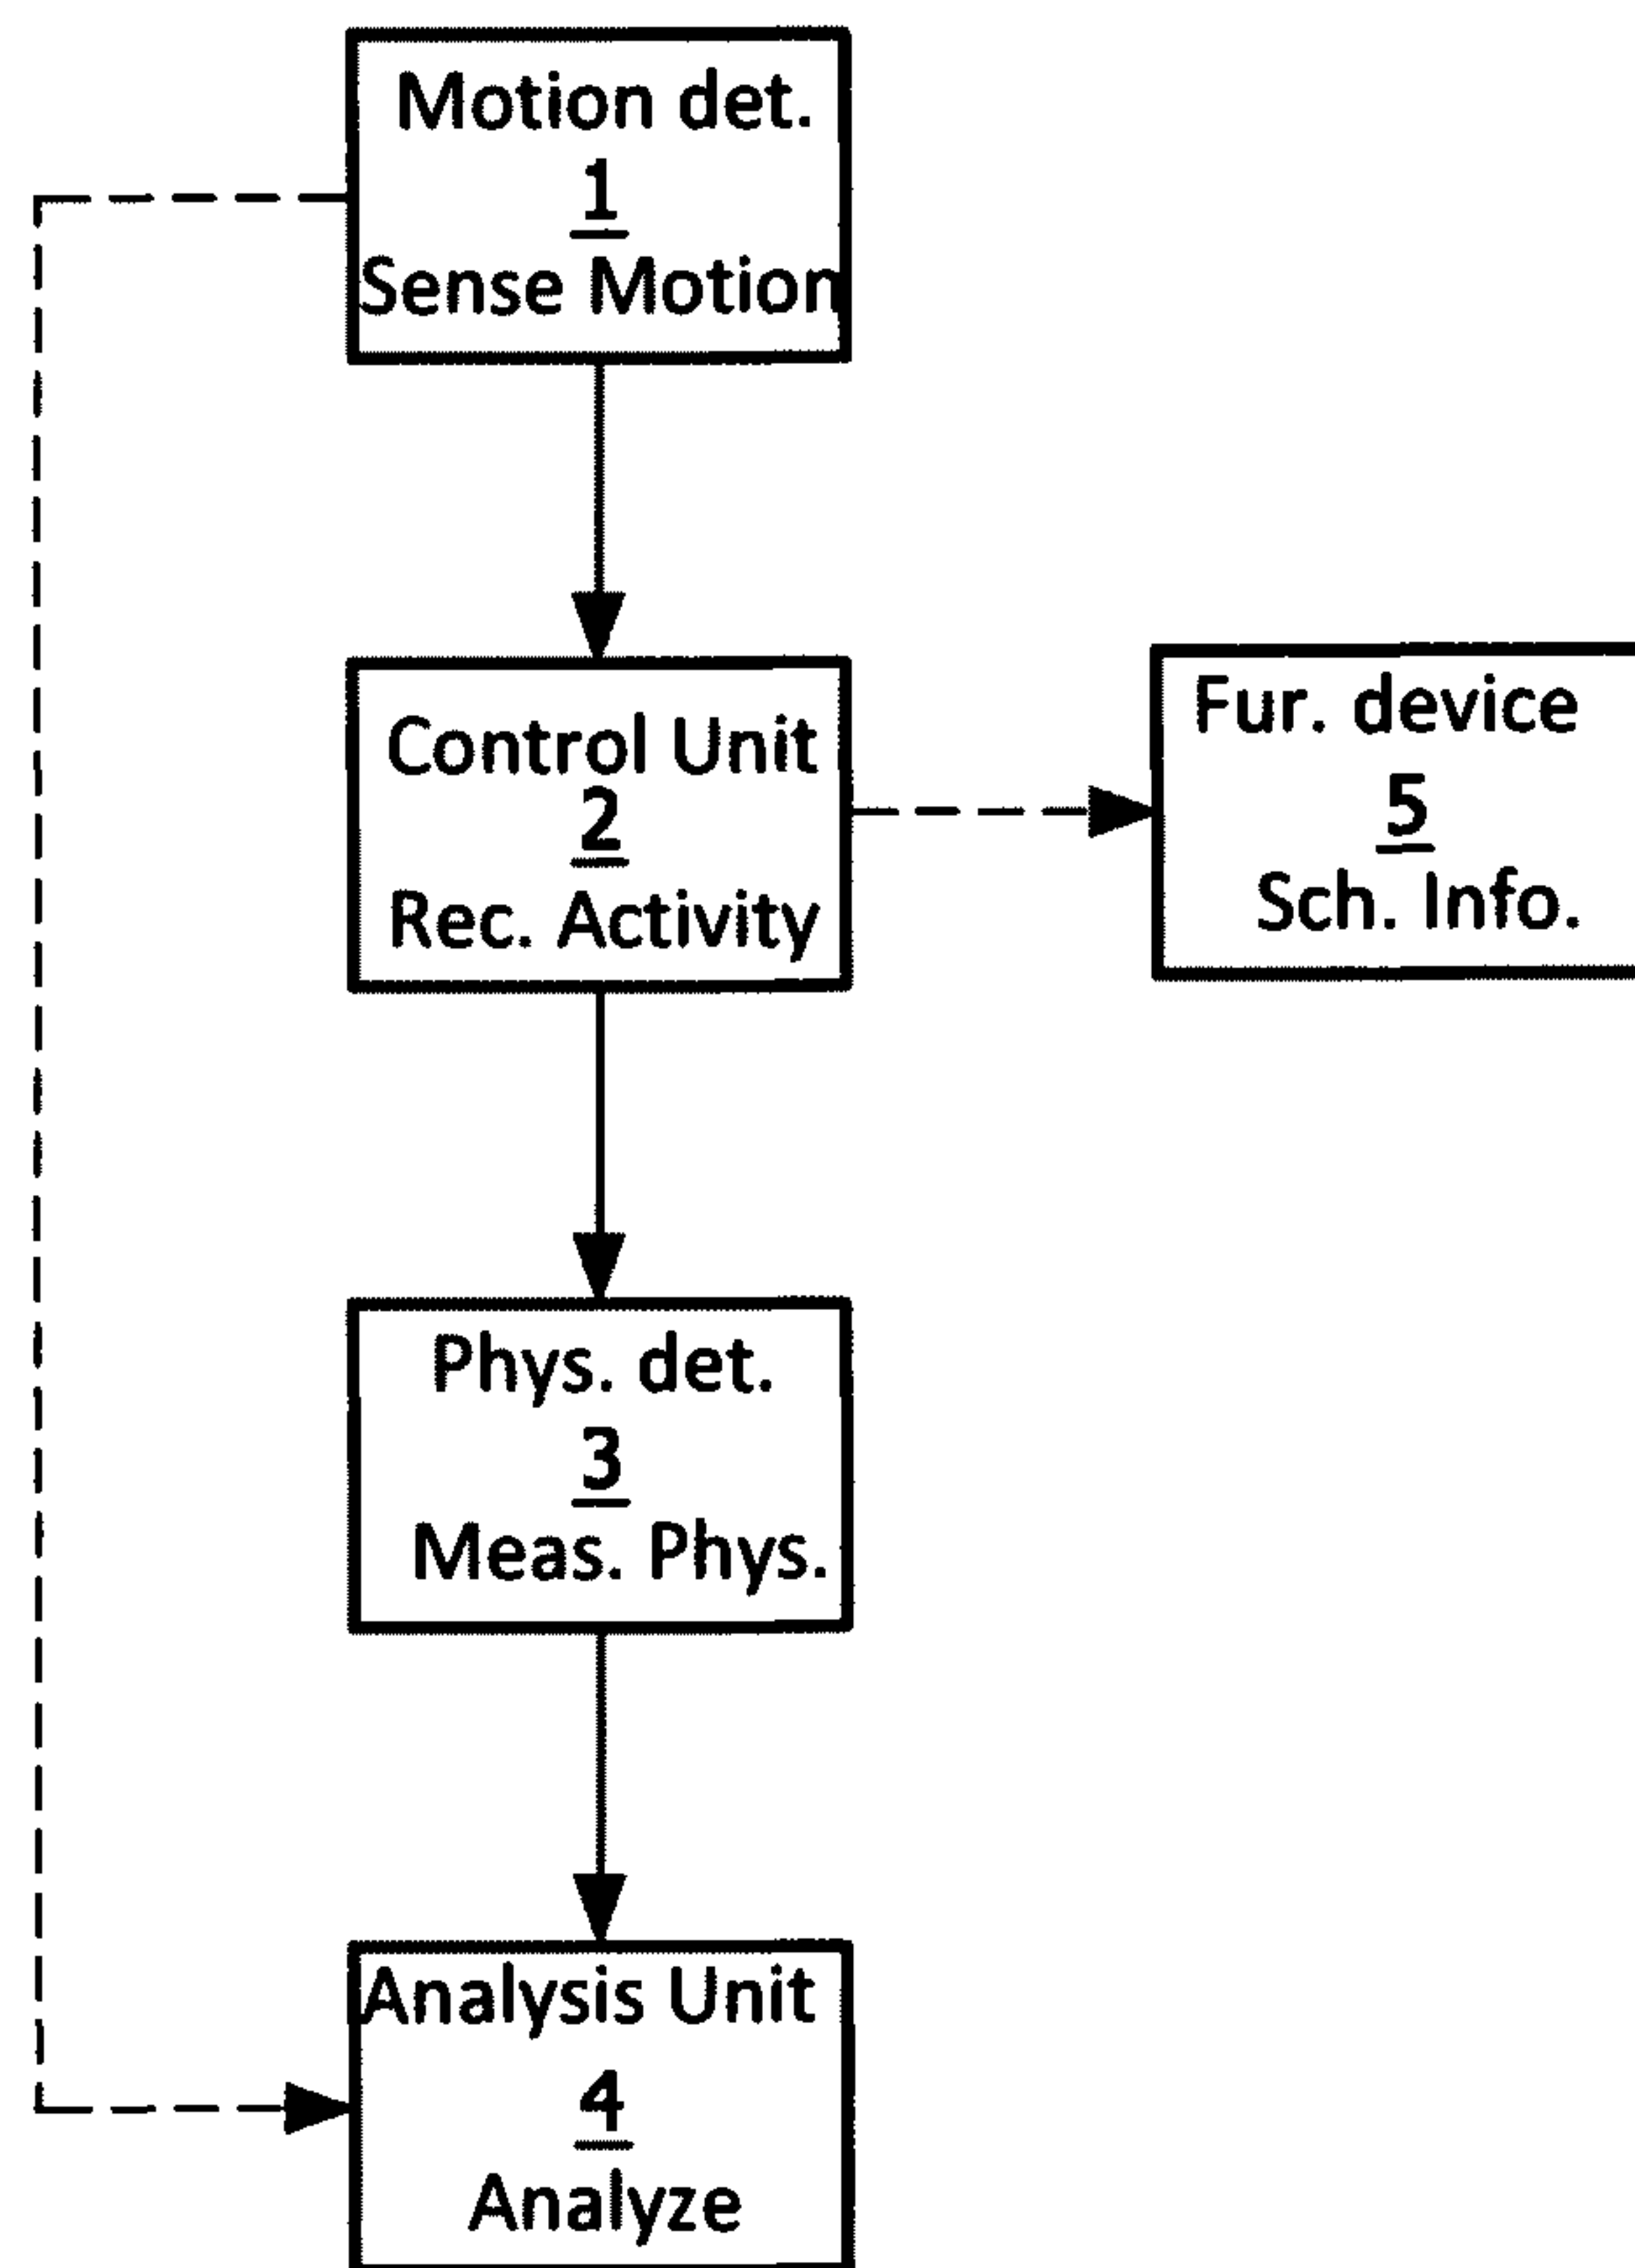 Motion det.
1
Sense Motion
Control Unit
2
Rec. Activity
Fur. device
5
Sch. Info.
Phys. det.
3
Meas. Phys.
Analysis Unit
4
Analyze